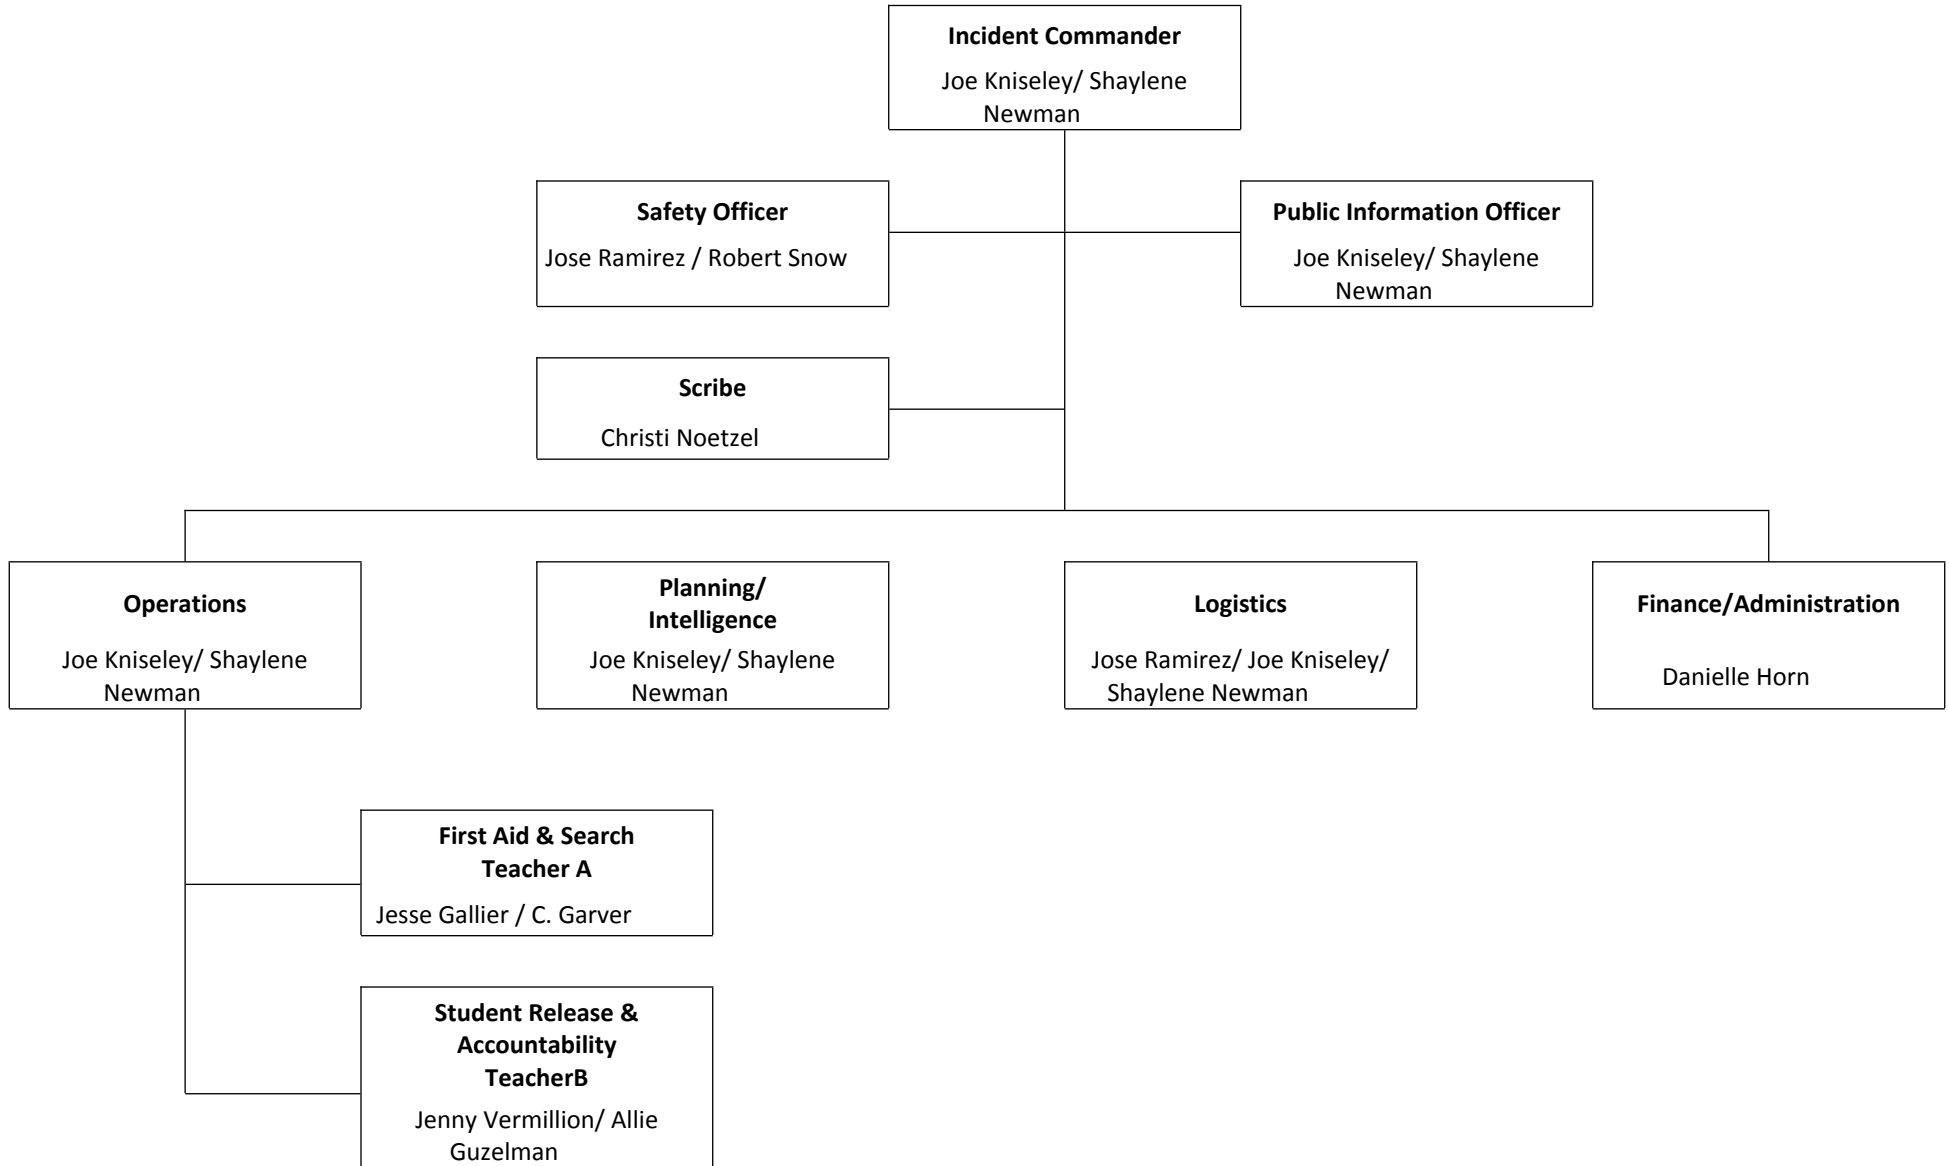 Incident Commander
Joe Kniseley/ Shaylene
Newman
Safety Officer
Jose Ramirez / Robert Snow
Public Information Officer
Joe Kniseley/ Shaylene
Newman
Scribe
Christi Noetzel
Operations
Joe Kniseley/ Shaylene
Newman
Planning/
Intelligence
Joe Kniseley/ Shaylene
Newman
Logistics
Jose Ramirez/ Joe Kniseley/
Shaylene Newman
Finance/Administration
Danielle Horn
First Aid & Search
Teacher A
Jesse Gallier / C. Garver
Student Release &
Accountability
TeacherB
Jenny Vermillion/ Allie
Guzelman